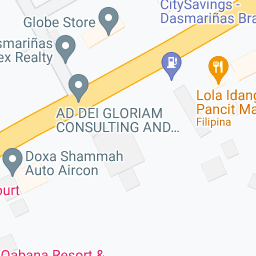 CitySavings -
Dasmariñas Bra
Globe Store
smariñas
ex Realty
Lola Idang
Pancit Ma
Filipina
AD DEI GLORIAM
CONSULTING AND...
Doxa Shammah
Auto Aircon
ourt
Qabana Resort &